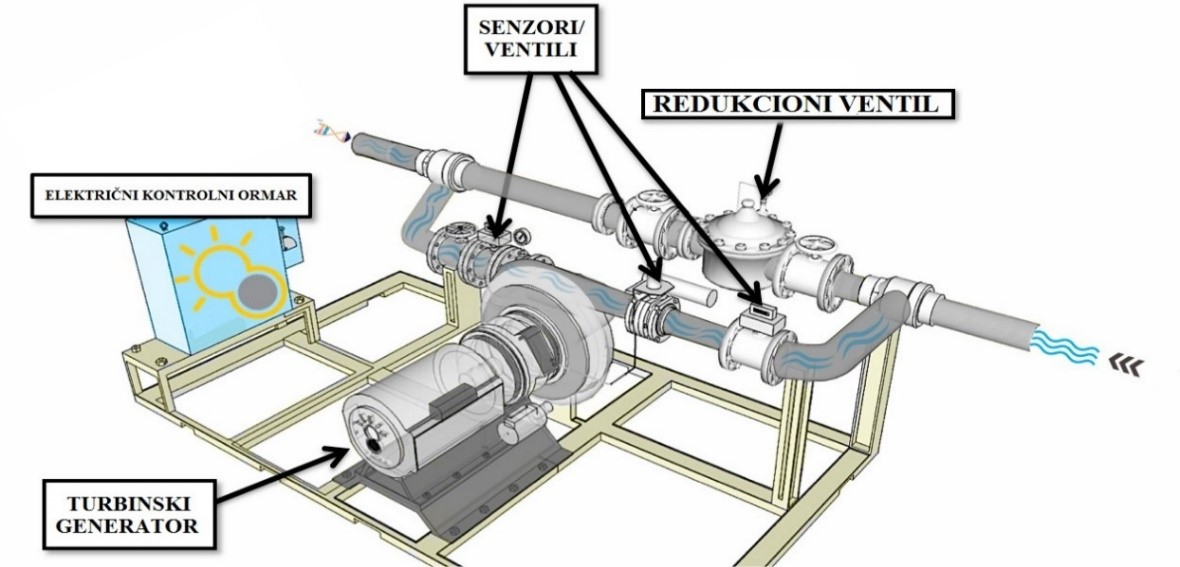 SENZORI/
VENTILI
REDUKCIONI VENTIL
ELEKTRIČNI KONTROLNI ORMAR
TURBINSKI
GENERATOR